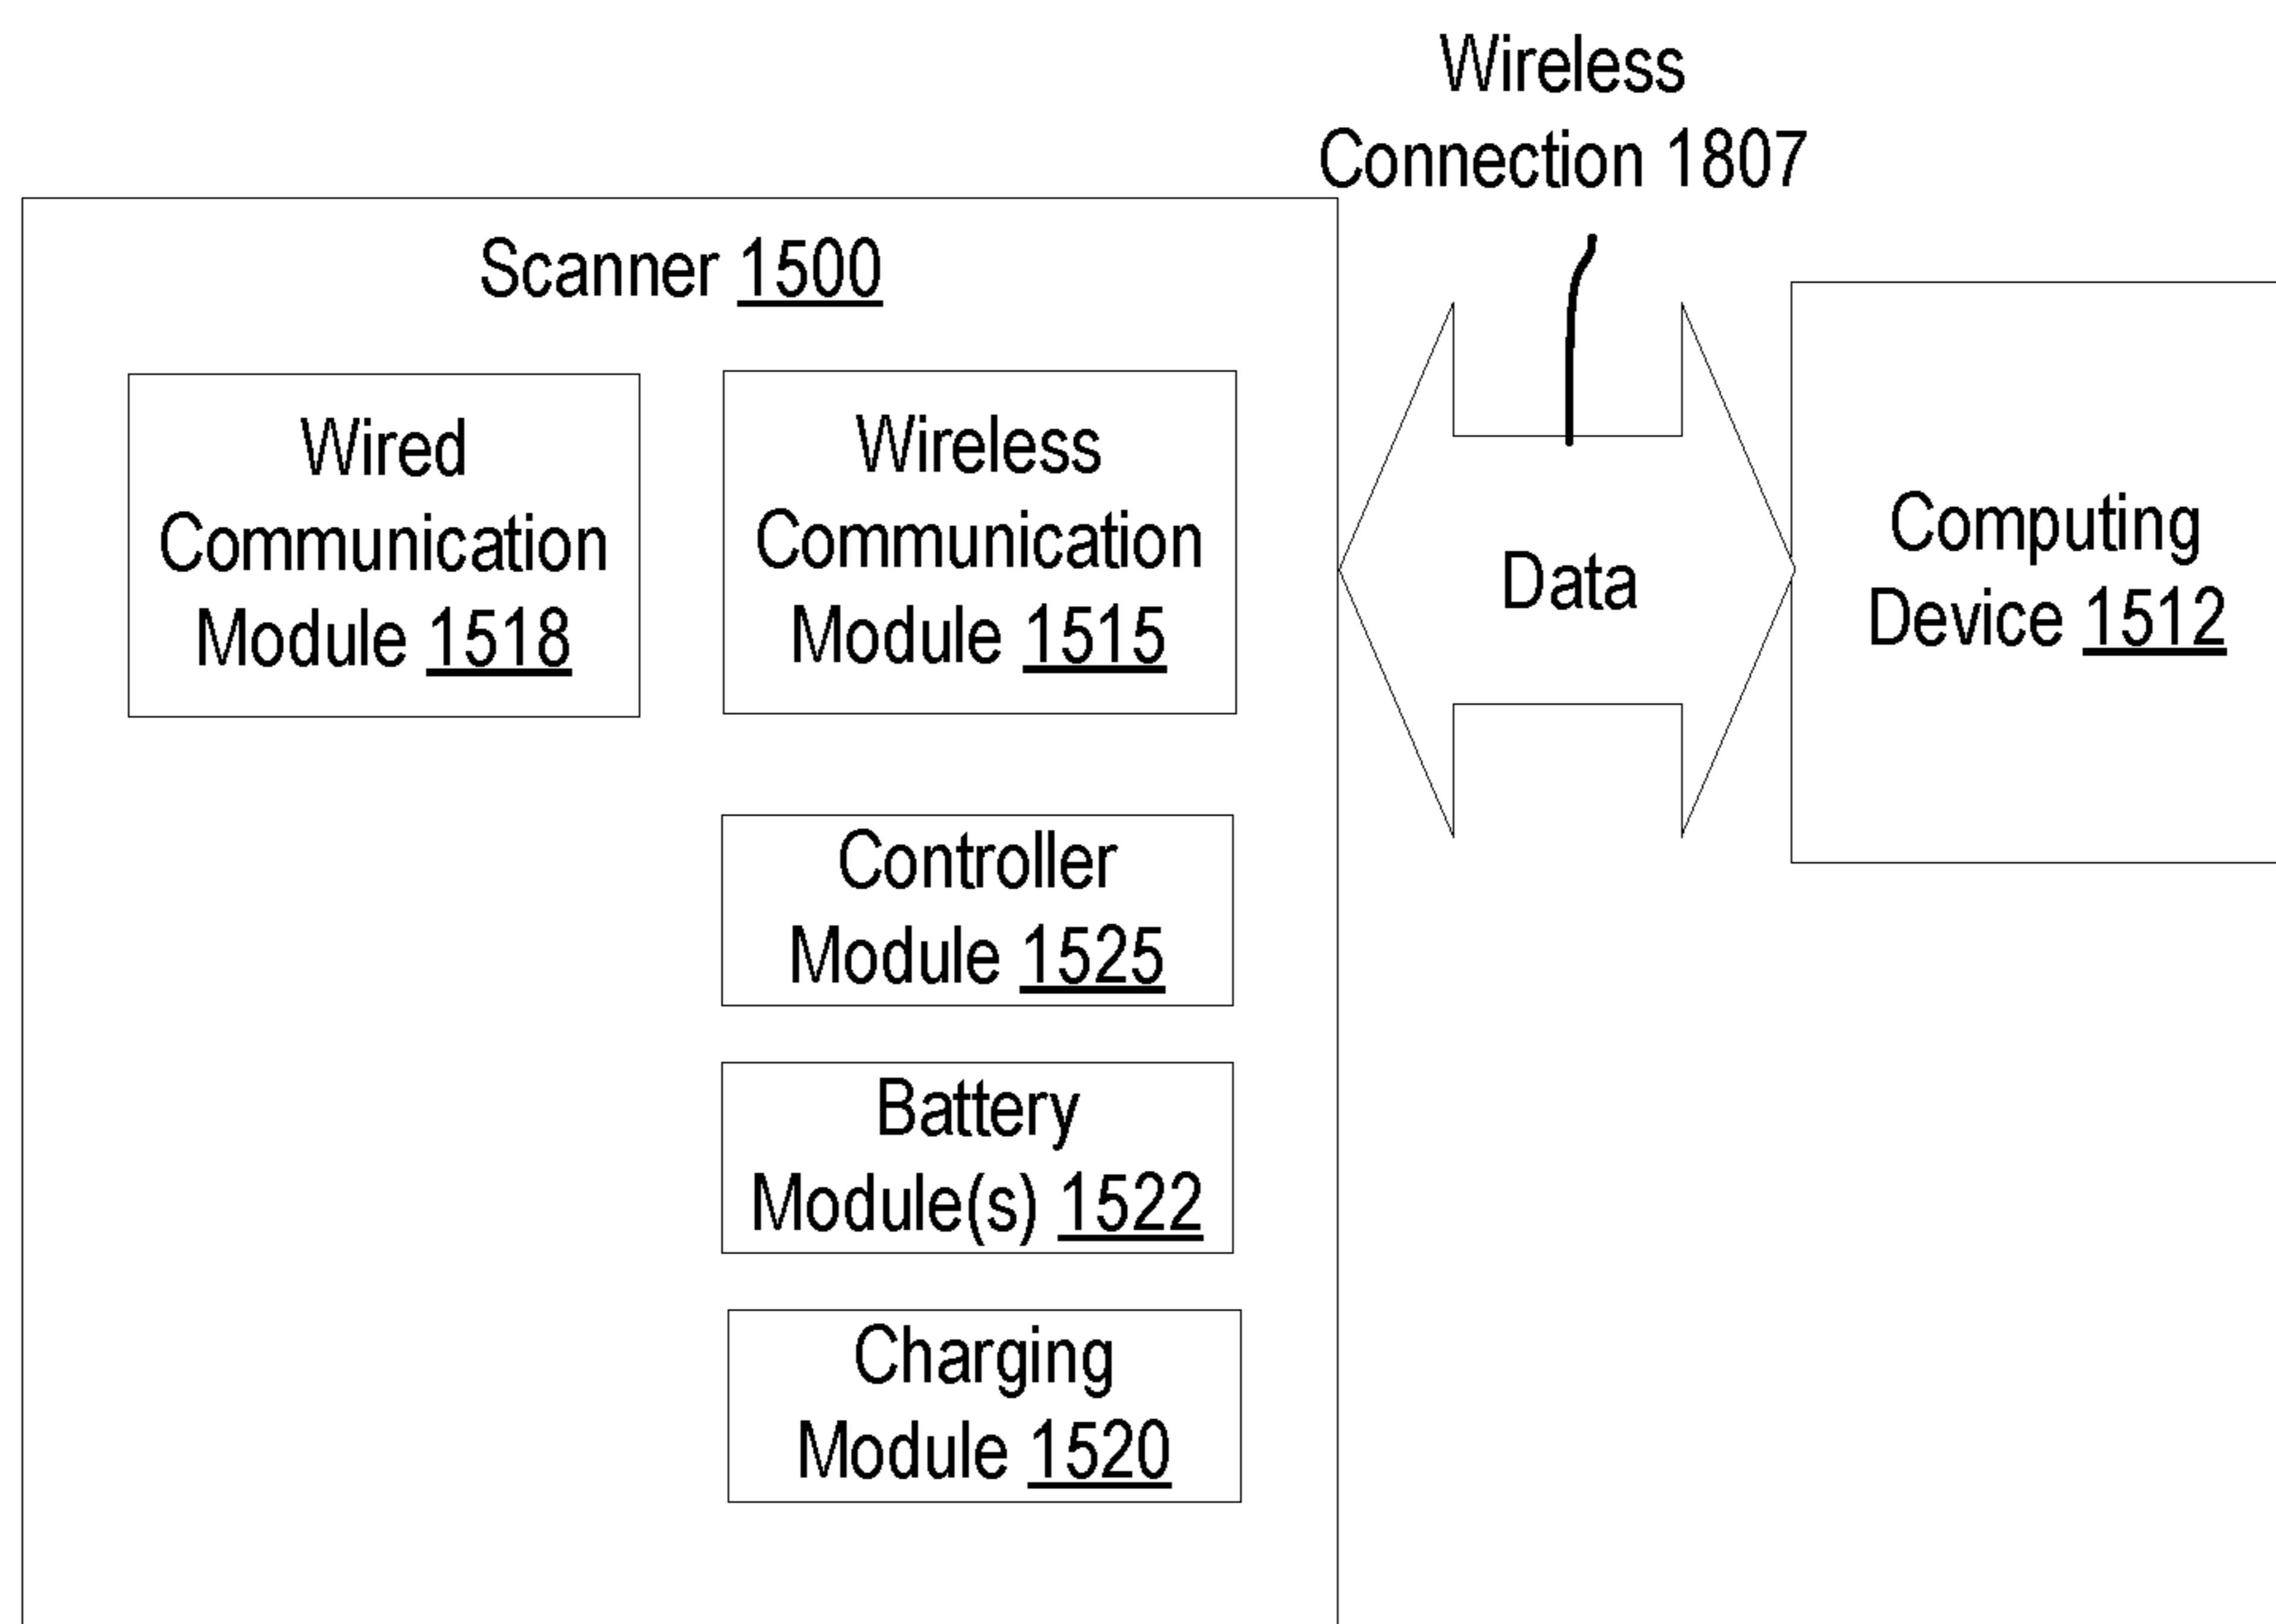 Wireless
Connection 1807
Scanner 1500
Wired
Communication
Module 1518
Wireless
Communication
Module 1515
Data
Computing
Device 1512
Controller
Module 1525
Battery
Module(s) 1522
Charging
Module 1520